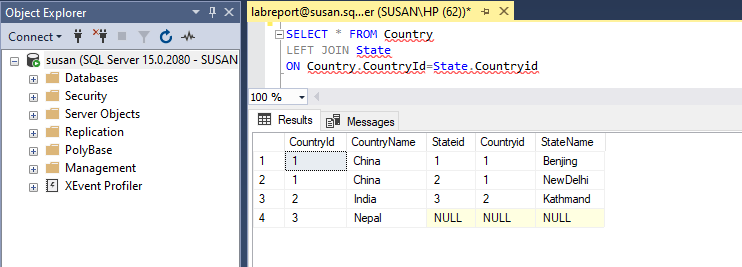 Object Explorer
Connect
susan (SQL Server 15.0.2080 - SUSAN
Databases
Security
Server Objects
Replication
PolyBase
Management
XEvent Profiler
labreport@susan.sq...er (SUSAN\HP (62))*
SELECT * FROM Country
LEFT JOIN State
ON Country.CountryId=State.Countryid
100 %
Results Messages
CountryId CountryName Stateid Countryid StateName
1 1 China 1 1 Benjing
2 1 China 2 1 NewDelhi
3 2 India 3 2 Kathmand
4 3 Nepal NULL NULL NULL